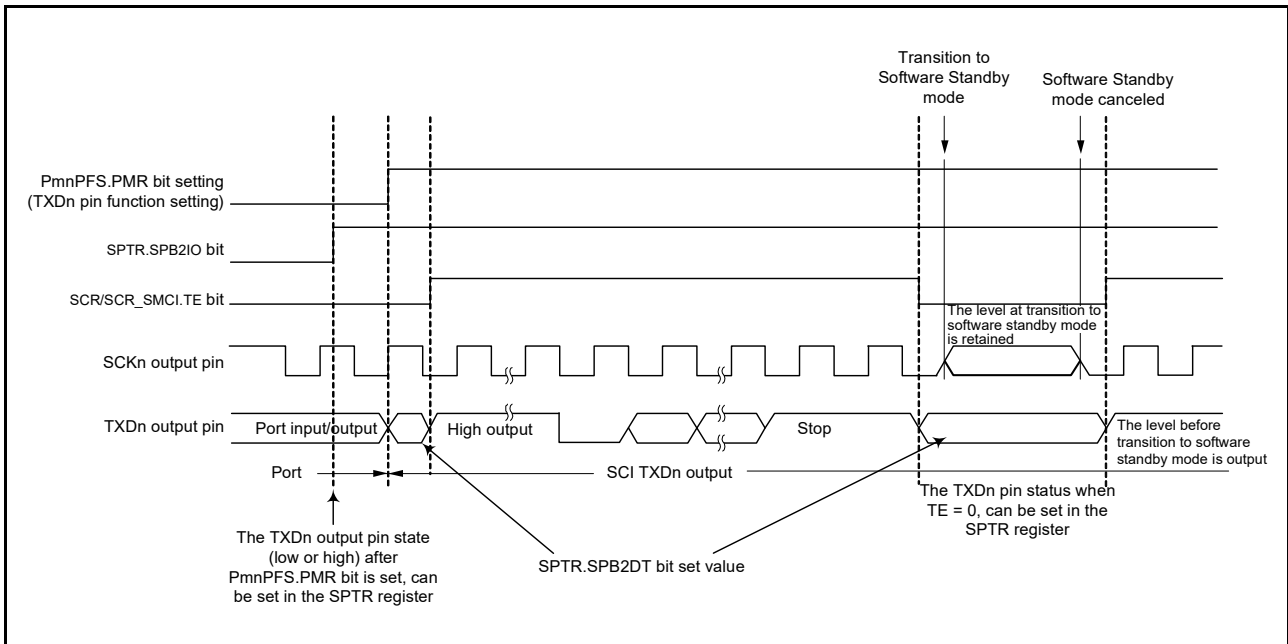 Transition to
Software Standby
mode
Software Standby
mode canceled
PmnPFS.PMR bit setting
(TXDn pin function setting)
SPTR.SPB2IO bit
SCR/SCR_SMCI.TE bit
The level at transition to
software standby mode
is retained
SCKn output pin
TXDn output pin
Port input/output
High output
Stop
The level before
transition to software
standby mode is output
Port
SCI TXDn output
The TXDn pin status when
TE = 0, can be set in the
SPTR register
The TXDn output pin state
(low or high) after
PmnPFS.PMR bit is set, can
be set in the SPTR register
SPTR.SPB2DT bit set value